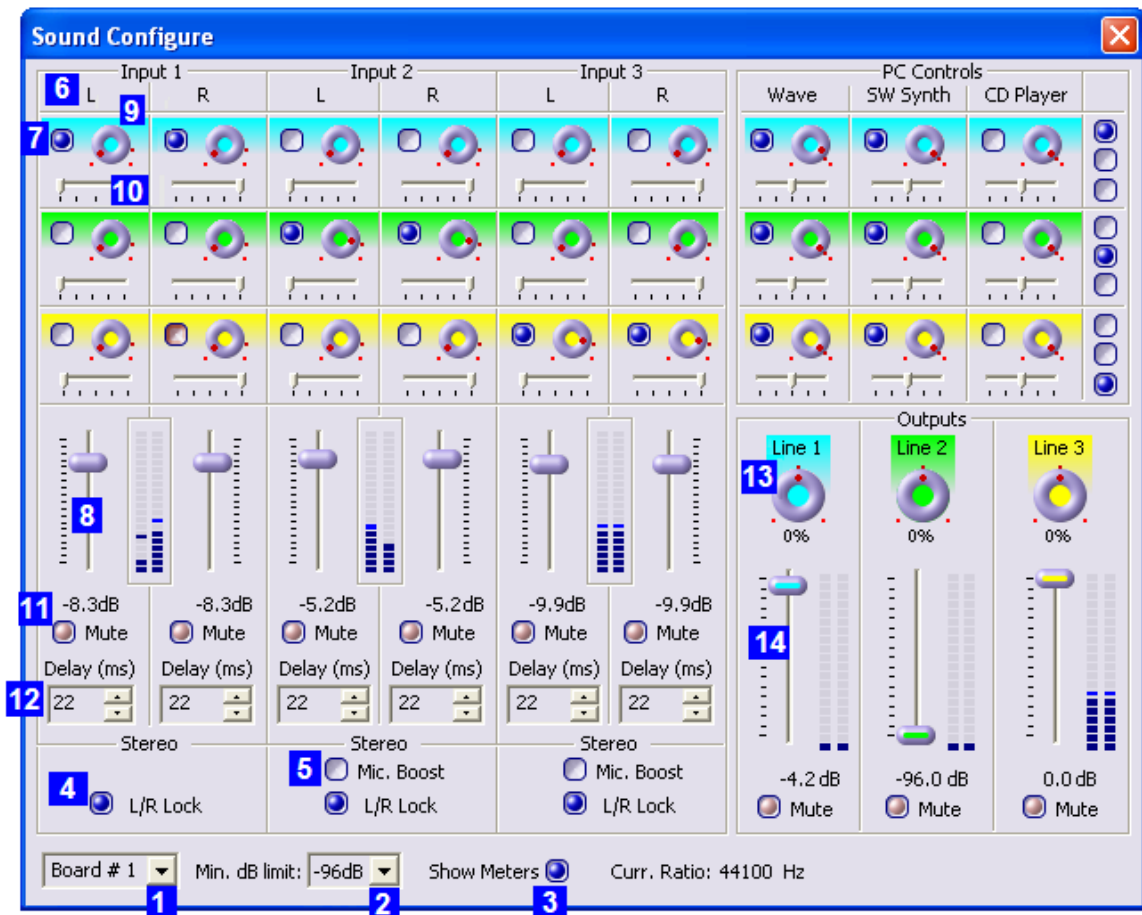 Sound Configure
Input 1 Input 2 Input 3 PC Controls
6 L R L R L R Wave SW Synth CD Player
9
7
10
Outputs
Line 1 Line 2 Line 3
13
8
0% 0% 0%
11 -8.3dB -8.3dB -5.2dB -5.2dB -9.9dB -9.9dB
Mute Mute Mute Mute Mute Mute
14
Delay (ms) Delay (ms) Delay (ms) Delay (ms) Delay (ms) Delay (ms)
12 22 22 22 22 22 22
Stereo Stereo Stereo
5 Mic. Boost Mic. Boost
-4.2 dB -96.0 dB 0.0 dB
4 L/R Lock L/R Lock L/R Lock
Mute Mute Mute
Board # 1 Min. dB limit: -96dB Show Meters Curr. Ratio: 44100 Hz
1 2 3